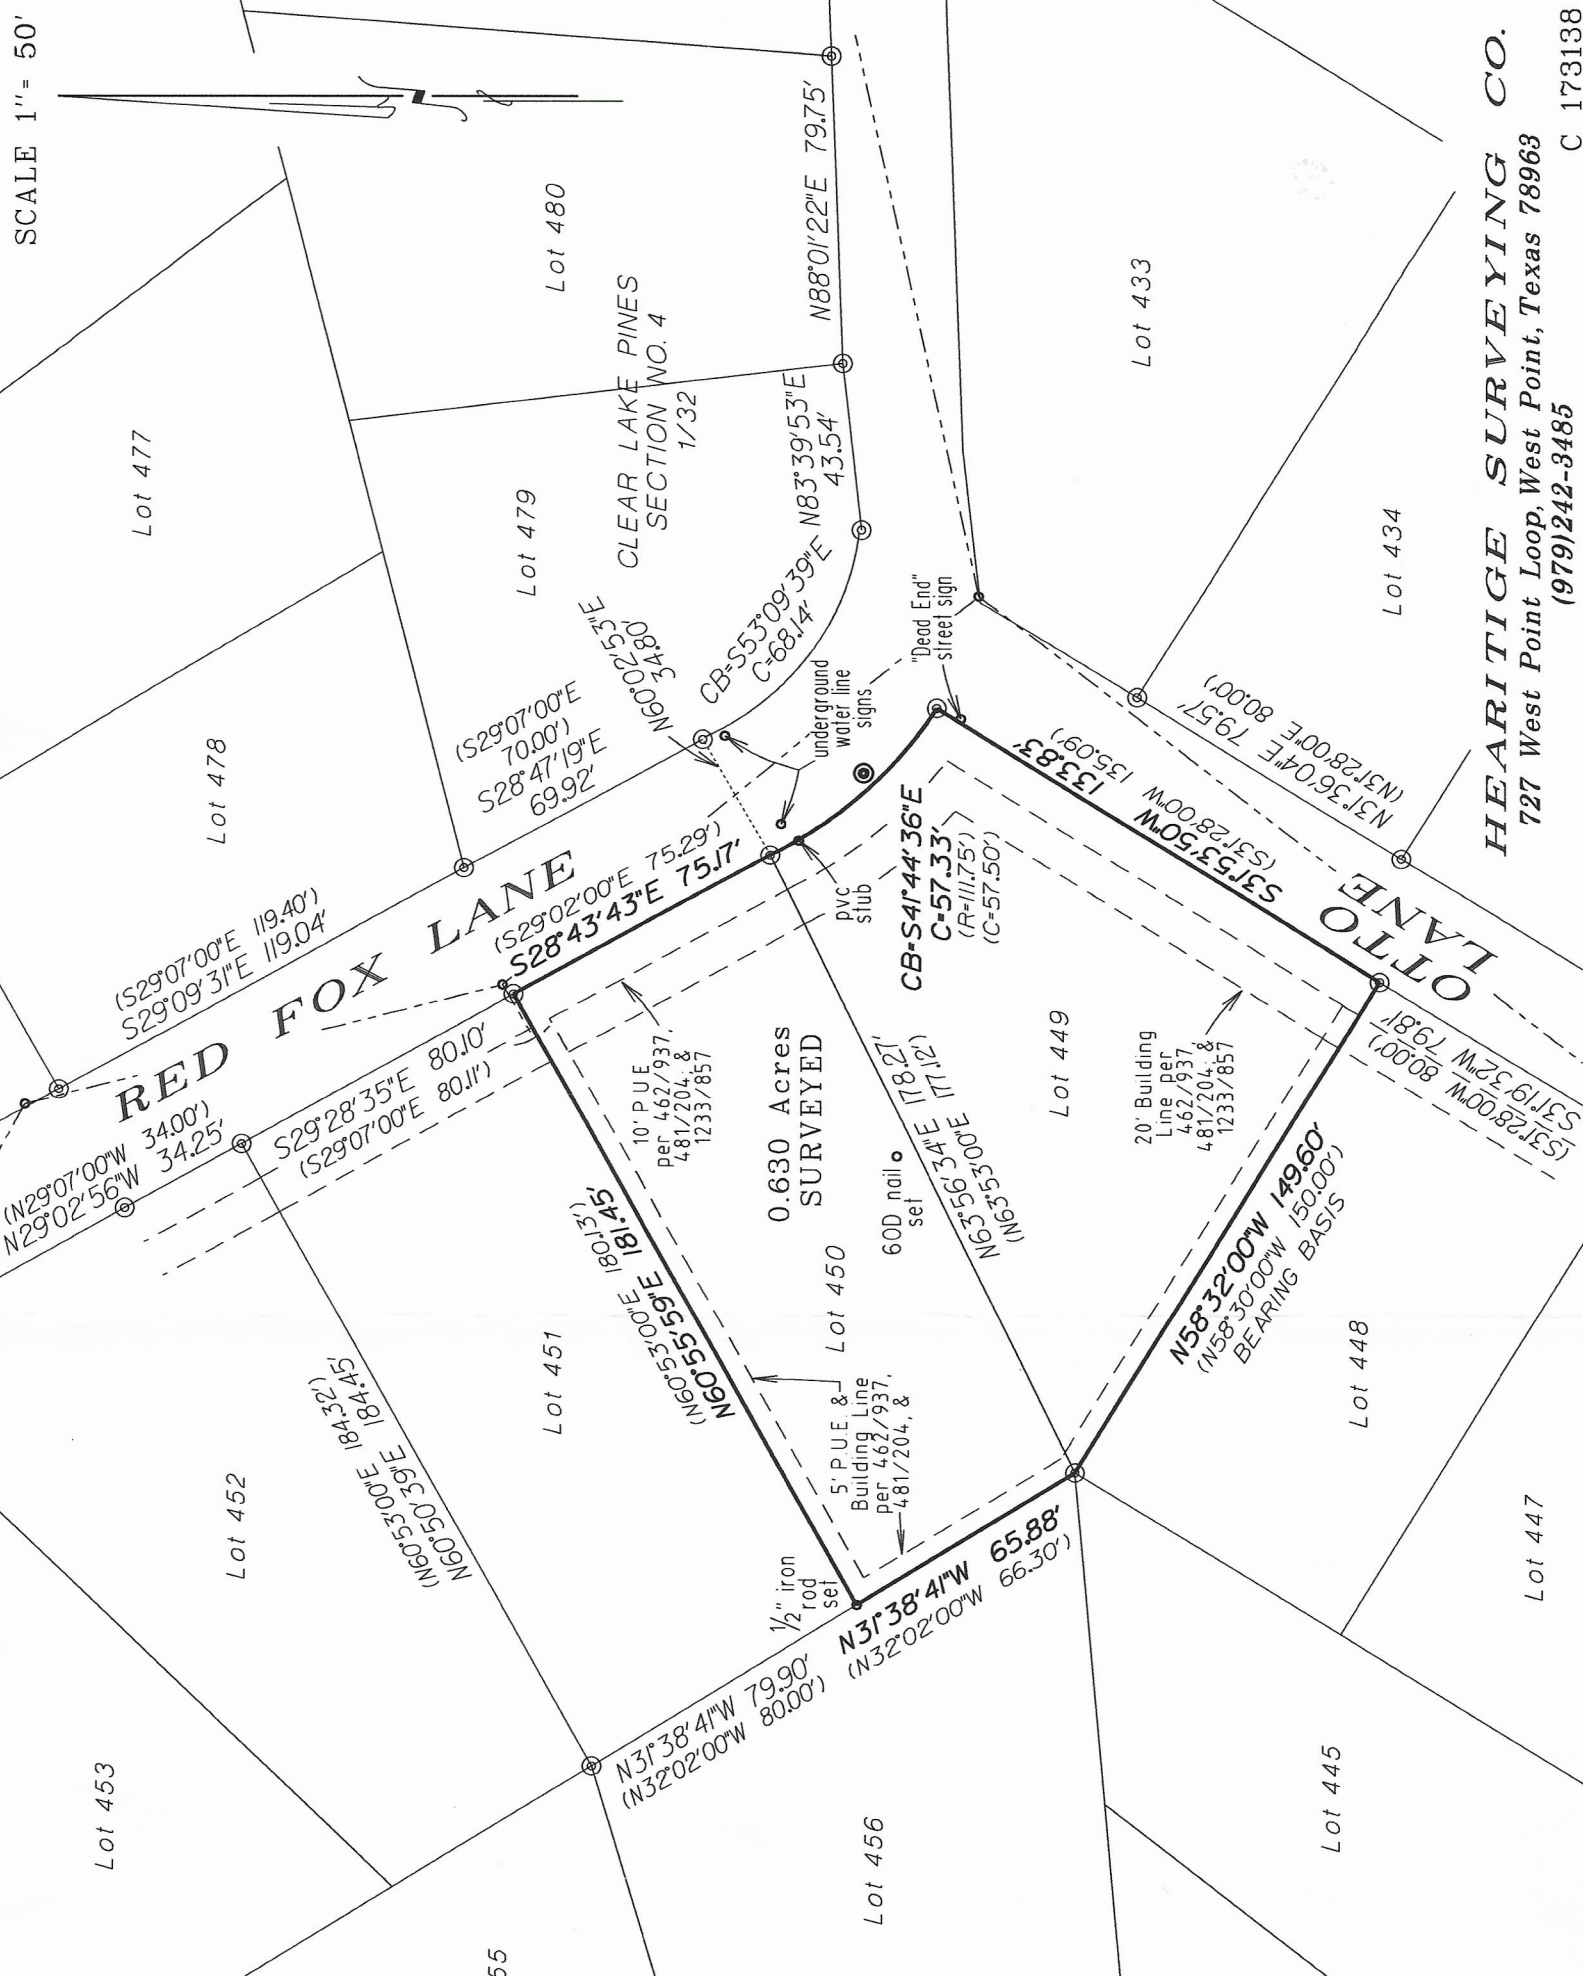 SCALE 1"= 50'
Lot 477
Lot 478
Lot 479
Lot 480
CLEAR LAKE PINES
SECTION NO. 4
1/32
N88°01'22"E 79.75'
N83°39'53"E
43.54'
CB=S53°09'39"E
C=68.14'
N60°02'53"E
34.80'
(S29°07'00"E
70.00')
S28°47'19"E
69.92'
(S29°07'00"E 119.40')
S29°09'31"E 119.04'
RED FOX LANE
(N29°07'00"W 34.00')
N29°02'56"W 34.25'
S29°28'35"E 80.10'
(S29°07'00"E 80.11')
(S29°02'00"E 75.29')
S28°43'43"E 75.17'
underground
water line
signs
"Dead End"
street sign
pvc
stub
CB=S41°44'36"E
C=57.33'
(R=111.75')
(C=57.50')
133.83'
S31°53'50"W
(S31°28'00"W 135.09')
N31°36'04"E 79.57'
(N31°28'00"E 80.00')
OTTO
LANE
Lot 433
Lot 434
(S31°28'00"W 80.00')
S31°19'32"W 79.81'
10' P.U.E.
per 462/937,
481/204, &
1233/857
0.630 Acres
SURVEYED
60D nail
set
Lot 449
Lot 450
N63°56'34"E 178.27'
(N63°53'00"E 177.12')
20' Building
Line per
462/937,
481/204, &
1233/857
(N60°53'00"E 180.13')
N60°55'59"E 181.45'
5' P.U.E. &
Building Line
per 462/937,
481/204, &
N58°32'00"W 149.60'
(N58°30'00"W 150.00')
BEARING BASIS
Lot 448
Lot 447
Lot 445
Lot 451
Lot 452
Lot 453
(N60°53'00"E 184.32')
N60°50'39"E 184.45'
1/2" iron
rod
set
N31°38'41"W 65.88'
(N32°02'00"W 66.30')
N31°38'41"W 79.90'
(N32°02'00"W 80.00')
Lot 456
55
HEARITIGE SURVEYING CO.
727 West Point Loop, West Point, Texas 78963
(979)242-3485
C 173138